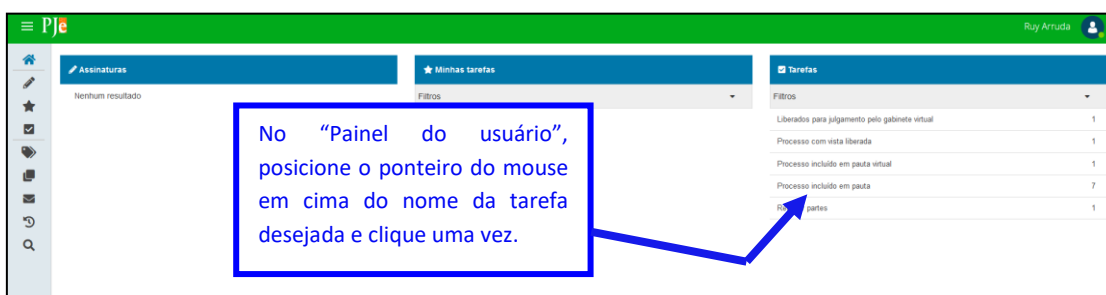 PJe
Ruy Arruda
Assinaturas
Nenhum resultado
Minhas tarefas
Filtros
Tarefas
Filtros
Liberados para julgamento pelo gabinete virtual 1
Processo com vista liberada 1
Processo incluído em pauta virtual 1
Processo incluído em pauta 7
partes 1
No “Painel do usuário”,
posicione o ponteiro do mouse
em cima do nome da tarefa
desejada e clique uma vez.